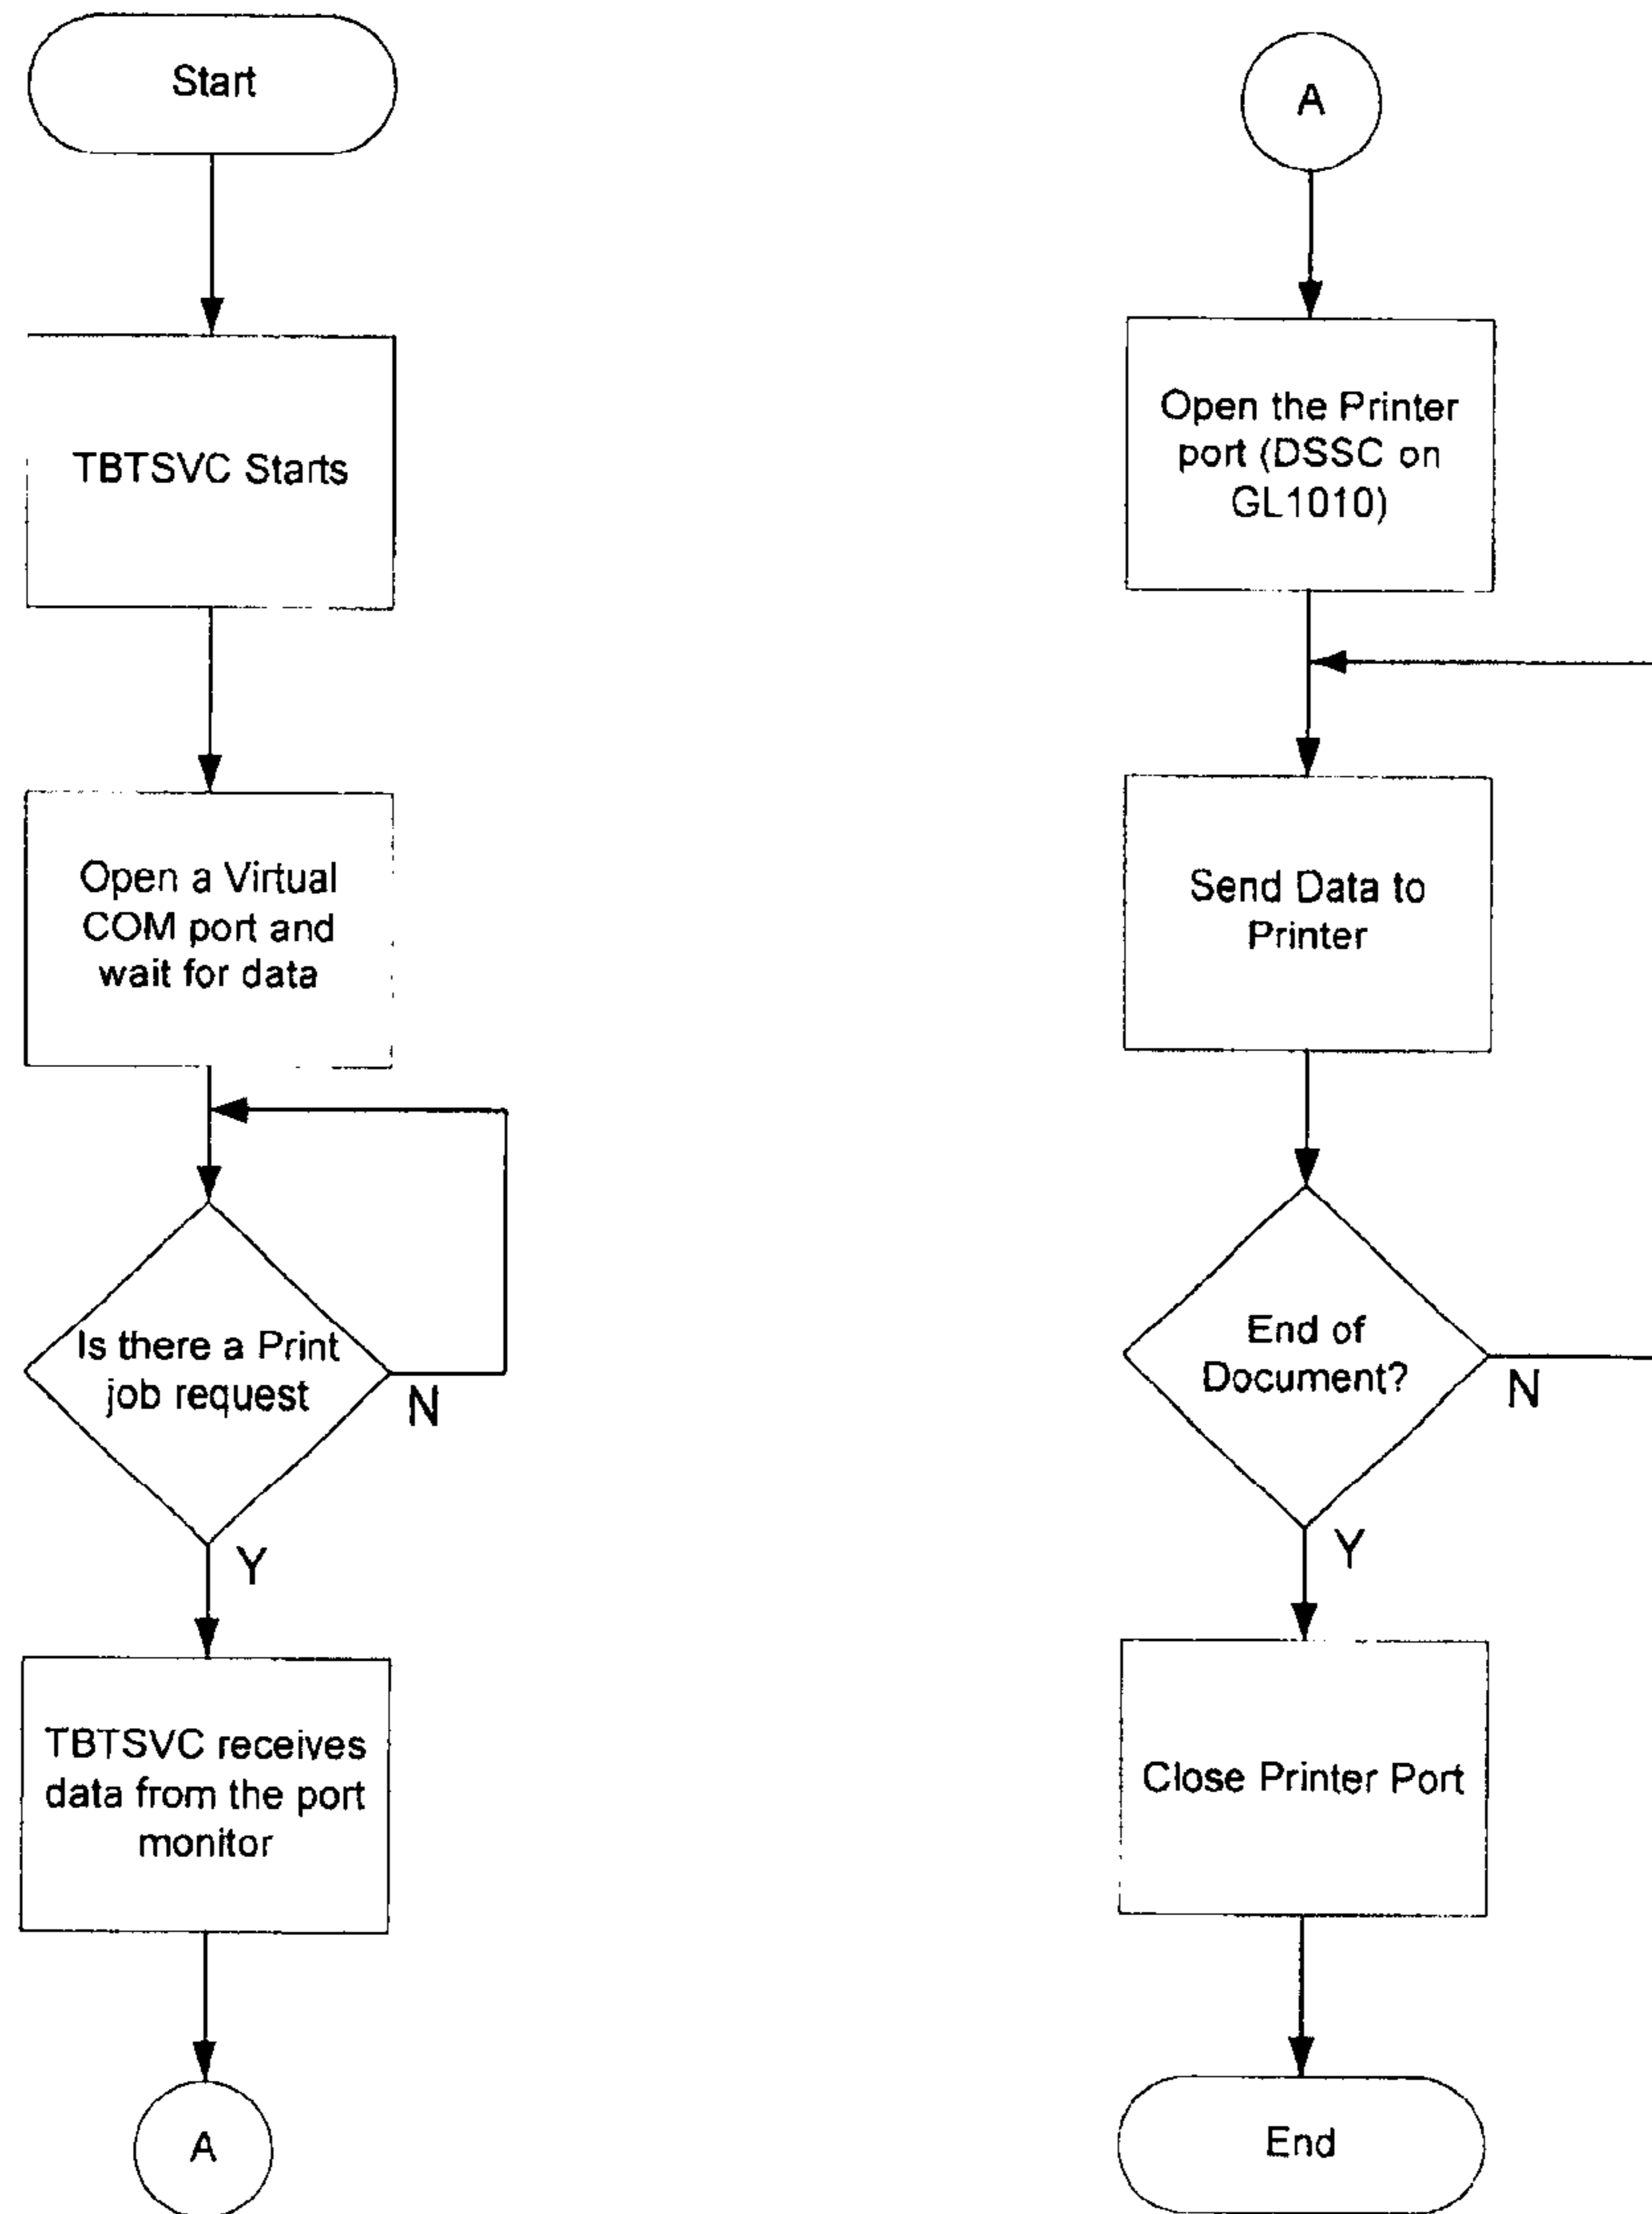 Start
TBTSVC Starts
Open a Virtual
COM port and
wait for data
Is there a Print
job request
N
Y
TBTSVC receives
data from the port
monitor
A
A
Open the Printer
port (DSSC on
GL1010)
Send Data to
Printer
End of
Document?
N
Y
Close Printer Port
End